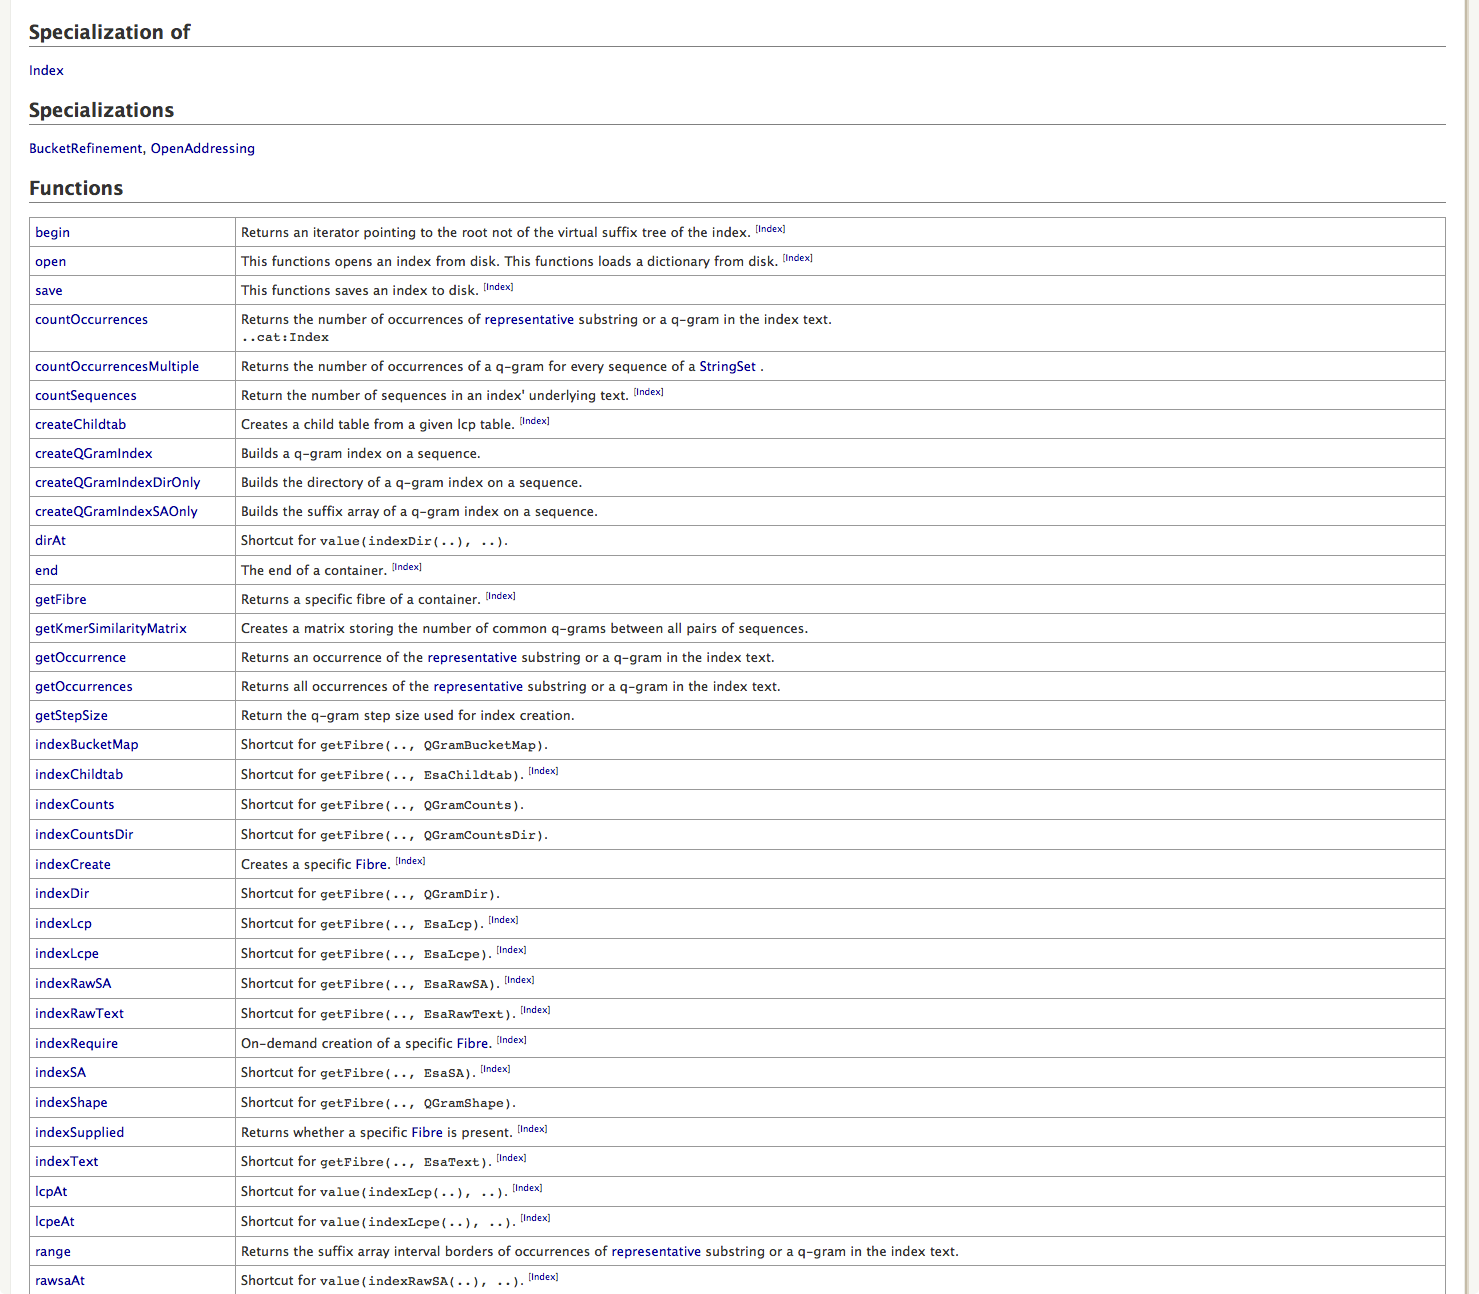 Specialization of
Index
Specializations
BucketRefinement, OpenAddressing
Functions
begin Returns an iterator pointing to the root not of the virtual suffix tree of the index. [Index]
open This functions opens an index from disk. This functions loads a dictionary from disk. [Index]
save This functions saves an index to disk. [Index]
countOccurrences Returns the number of occurrences of representative substring or a q-gram in the index text.
..cat:Index
countOccurrencesMultiple Returns the number of occurrences of a q-gram for every sequence of a StringSet .
countSequences Return the number of sequences in an index' underlying text. [Index]
createChildtab Creates a child table from a given lcp table. [Index]
createQGramIndex Builds a q-gram index on a sequence.
createQGramIndexDirOnly Builds the directory of a q-gram index on a sequence.
createQGramIndexSAOnly Builds the suffix array of a q-gram index on a sequence.
dirAt Shortcut for value(indexDir(..), ..).
end The end of a container. [Index]
getFibre Returns a specific fibre of a container. [Index]
getKmerSimilarityMatrix Creates a matrix storing the number of common q-grams between all pairs of sequences.
getOccurrence Returns an occurrence of the representative substring or a q-gram in the index text.
getOccurrences Returns all occurrences of the representative substring or a q-gram in the index text.
getStepSize Return the q-gram step size used for index creation.
indexBucketMap Shortcut for getFibre(.., QGramBucketMap).
indexChildtab Shortcut for getFibre(.., EsaChildtab). [Index]
indexCounts Shortcut for getFibre(.., QGramCounts).
indexCountsDir Shortcut for getFibre(.., QGramCountsDir).
indexCreate Creates a specific Fibre. [Index]
indexDir Shortcut for getFibre(.., QGramDir).
indexLcp Shortcut for getFibre(.., EsaLcp). [Index]
indexLcpe Shortcut for getFibre(.., EsaLcpe). [Index]
indexRawSA Shortcut for getFibre(.., EsaRawSA). [Index]
indexRawText Shortcut for getFibre(.., EsaRawText). [Index]
indexRequire On-demand creation of a specific Fibre. [Index]
indexSA Shortcut for getFibre(.., EsaSA). [Index]
indexShape Shortcut for getFibre(.., QGramShape).
indexSupplied Returns whether a specific Fibre is present. [Index]
indexText Shortcut for getFibre(.., EsaText). [Index]
lcpAt Shortcut for value(indexLcp(..), ..). [Index]
lcpeAt Shortcut for value(indexLcpe(..), ..). [Index]
range Returns the suffix array interval borders of occurrences of representative substring or a q-gram in the index text.
rawsaAt Shortcut for value(indexRawSA(..), ..). [Index]